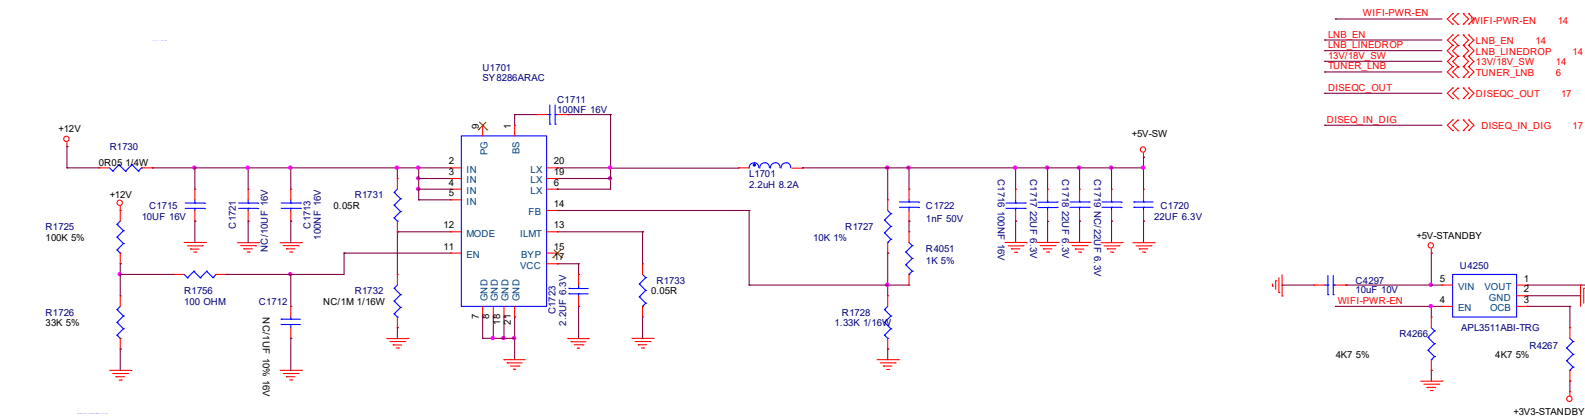 WIFI-PWR-EN
WIFI-PWR-EN 14
LNB_EN
LNB_EN 14
LNB_LINEDROP
LNB_LINEDROP 14
13V/18V_SW
13V/18V_SW 14
TUNER_LNB
TUNER_LNB 6
DISEQC_OUT
DISEQC_OUT 17
DISEQ_IN_DIG
DISEQ_IN_DIG 17
U1701
SY8286ARAC
C1711
100NF 16V
+12V
R1730
0R05 1/4W
+12V
R1725
100K 5%
R1726
33K 5%
R1756
100 OHM
C1715
10UF 16V
C1721
NC/10UF 16V
C1713
100NF 16V
C1712
NC/1UF 10% 16V
R1731
0.05R
R1732
NC/1M 1/16W
9
PG
1
BS
2
IN
3
IN
4
IN
5
IN
12
MODE
11
EN
20
LX
19
LX
6
LX
14
FB
13
ILMT
15
BYP
17
VCC
GND
GND
GND
GND
7
8
18
21
C1723
2.2UF 6.3V
R1733
0.05R
L1701
2.2uH 8.2A
R1727
10K 1%
C1722
1nF 50V
R4051
1K 5%
R1728
1.33K 1/16W
C1716 100NF 16V
C1717 22UF 6.3V
C1718 22UF 6.3V
C1719 NC/22UF 6.3V
+5V-SW
C1720
22UF 6.3V
+5V-STANDBY
C4297
10uF 10V
WIFI-PWR-EN
U4250
5
VIN
4
EN
VOUT
1
GND
2
OCB
3
APL3511ABI-TRG
R4266
4K7 5%
R4267
4K7 5%
+3V3-STANDBY